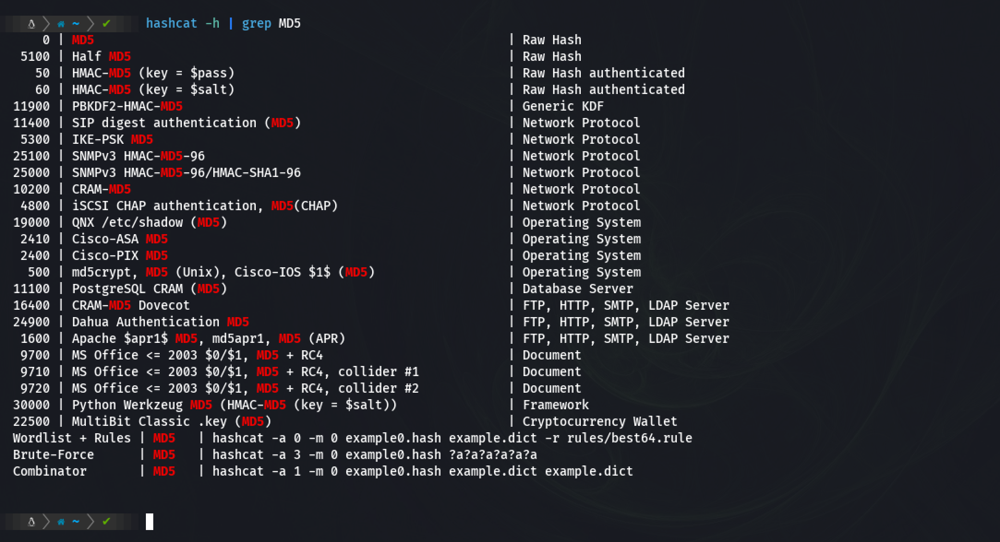 ~ ✔ hashcat -h | grep MD5
0 | MD5 | Raw Hash
5100 | Half MD5 | Raw Hash
50 | HMAC-MD5 (key = $pass) | Raw Hash authenticated
60 | HMAC-MD5 (key = $salt) | Raw Hash authenticated
11900 | PBKDF2-HMAC-MD5 | Generic KDF
11400 | SIP digest authentication (MD5) | Network Protocol
5300 | IKE-PSK MD5 | Network Protocol
25100 | SNMPv3 HMAC-MD5-96 | Network Protocol
25000 | SNMPv3 HMAC-MD5-96/HMAC-SHA1-96 | Network Protocol
10200 | CRAM-MD5 | Network Protocol
4800 | iSCSI CHAP authentication, MD5(CHAP) | Network Protocol
19000 | QNX /etc/shadow (MD5) | Operating System
2410 | Cisco-ASA MD5 | Operating System
2400 | Cisco-PIX MD5 | Operating System
500 | md5crypt, MD5 (Unix), Cisco-IOS $1$ (MD5) | Operating System
11100 | PostgreSQL CRAM (MD5) | Database Server
16400 | CRAM-MD5 Dovecot | FTP, HTTP, SMTP, LDAP Server
24900 | Dahua Authentication MD5 | FTP, HTTP, SMTP, LDAP Server
1600 | Apache $apr1$ MD5, md5apr1, MD5 (APR) | FTP, HTTP, SMTP, LDAP Server
9700 | MS Office <= 2003 $0/$1, MD5 + RC4 | Document
9710 | MS Office <= 2003 $0/$1, MD5 + RC4, collider #1 | Document
9720 | MS Office <= 2003 $0/$1, MD5 + RC4, collider #2 | Document
30000 | Python Werkzeug MD5 (HMAC-MD5 (key = $salt)) | Framework
22500 | MultiBit Classic .key (MD5) | Cryptocurrency Wallet
Wordlist + Rules | MD5 | hashcat -a 0 -m 0 example0.hash example.dict -r rules/best64.rule
Brute-Force | MD5 | hashcat -a 3 -m 0 example0.hash ?a?a?a?a?a?a
Combinator | MD5 | hashcat -a 1 -m 0 example0.hash example.dict example.dict
~ ✔